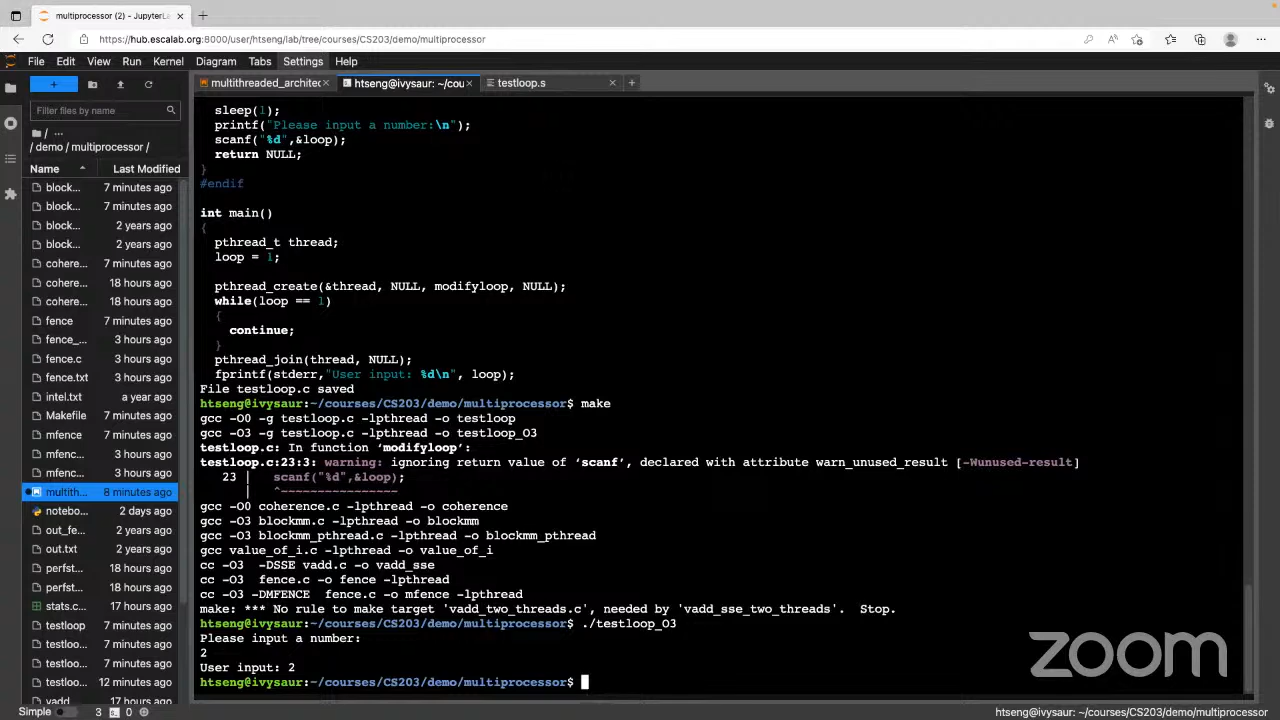 multiprocessor (2) - JupyterLa
https://hub.escalab.org:8000/user/htseng/lab/tree/courses/CS203/demo/multiprocessor
File Edit View Run Kernel Diagram Tabs Settings Help
multithreaded_architec
htseng@ivysaur: ~/cou
testloop.s
Filter files by name
/ ...
/ demo / multiprocessor /
Name Last Modified
block... 7 minutes ago
block... 7 minutes ago
block... 2 years ago
block... 2 years ago
cohere... 7 minutes ago
cohere... 18 hours ago
cohere... 18 hours ago
fence 7 minutes ago
fence_... 3 hours ago
fence.c 3 hours ago
fence.txt 3 hours ago
intel.txt a year ago
Makefile 7 minutes ago
mfence 7 minutes ago
mfenc... 3 hours ago
mfenc... 3 hours ago
multith... 8 minutes ago
notebo... 2 days ago
out_fe... 2 years ago
out.txt 2 years ago
perfst... 18 hours ago
perfst... 18 hours ago
stats.c... 17 hours ago
testloop 7 minutes ago
testloo... 7 minutes ago
testloo... 7 minutes ago
testloo... 12 minutes ago
vadd 17 hours ago
sleep(1);
printf("Please input a number:\n");
scanf("%d",&loop);
return NULL;
}
#endif
int main()
{
pthread_t thread;
loop = 1;
pthread_create(&thread, NULL, modifyloop, NULL);
while(loop == 1)
{
continue;
}
pthread_join(thread, NULL);
fprintf(stderr,"User input: %d\n", loop);
File testloop.c saved
htseng@ivysaur:~/courses/CS203/demo/multiprocessor$ make
gcc -O0 -g testloop.c -lpthread -o testloop
gcc -O3 -g testloop.c -lpthread -o testloop_O3
testloop.c: In function ‘modifyloop’:
testloop.c:23:3: warning: ignoring return value of ‘scanf’, declared with attribute warn_unused_result [-Wunused-result]
23 | scanf("%d",&loop);
| ^~~~~~~~~~~~~~~~~
gcc -O0 coherence.c -lpthread -o coherence
gcc -O3 blockmm.c -lpthread -o blockmm
gcc -O3 blockmm_pthread.c -lpthread -o blockmm_pthread
gcc value_of_i.c -lpthread -o value_of_i
cc -O3 -DSSE vadd.c -o vadd_sse
cc -O3 fence.c -o fence -lpthread
cc -O3 -DMFENCE fence.c -o mfence -lpthread
make: *** No rule to make target 'vadd_two_threads.c', needed by 'vadd_sse_two_threads'. Stop.
htseng@ivysaur:~/courses/CS203/demo/multiprocessor$ ./testloop_O3
Please input a number:
2
User input: 2
htseng@ivysaur:~/courses/CS203/demo/multiprocessor$
zoom
Simple 3 0
htseng@ivysaur: ~/courses/CS203/demo/multiprocessor